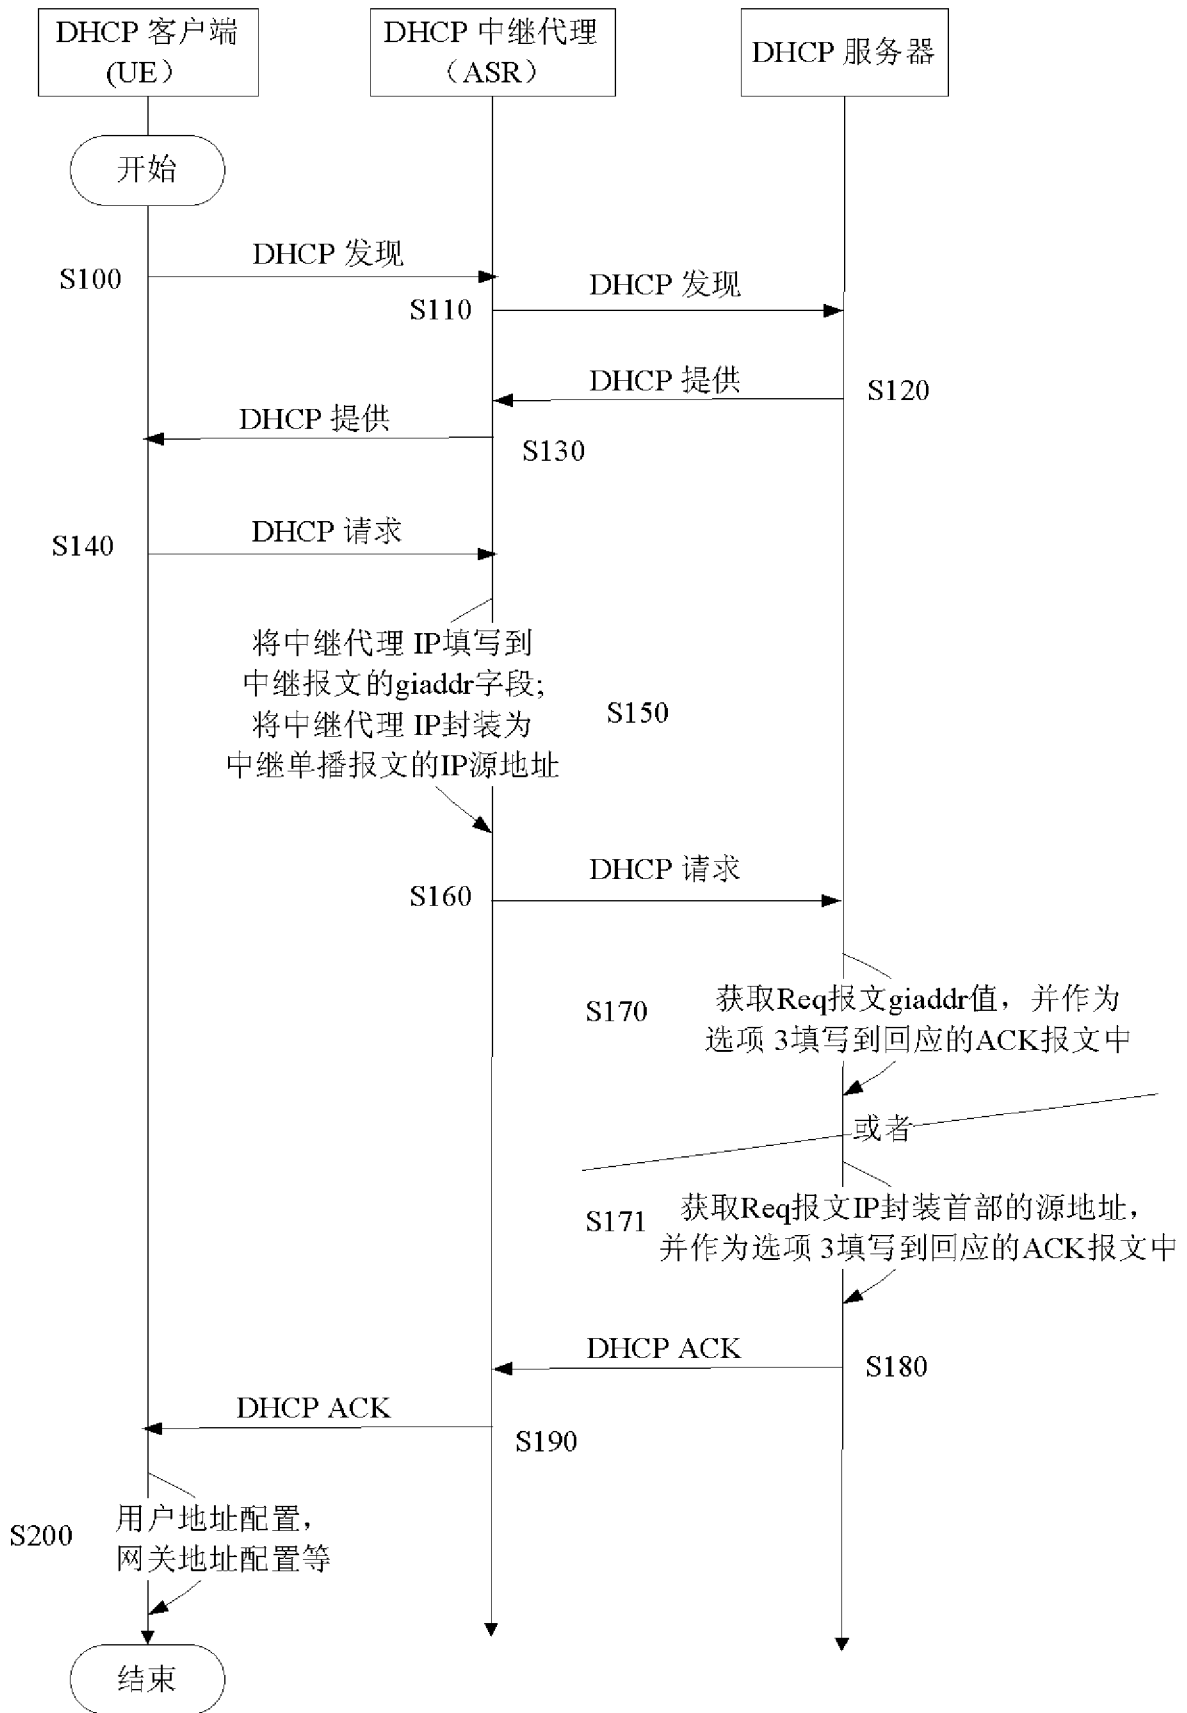 DHCP 客户端
(UE）
DHCP 中继代理
（ASR）
DHCP 服务器
开始
DHCP 发现
S100
DHCP 发现
S110
DHCP 提供
S120
DHCP 提供
S130
DHCP 请求
S140
将中继代理 IP填写到
中继报文的giaddr字段;
将中继代理 IP封装为
中继单播报文的IP源地址
S150
DHCP 请求
S160
S170
获取Req报文giaddr值，并作为
选项 3填写到回应的ACK报文中
或者
S171
获取Req报文IP封装首部的源地址，
并作为选项 3填写到回应的ACK报文中
DHCP ACK
S180
DHCP ACK
S190
S200
用户地址配置，
网关地址配置等
结束